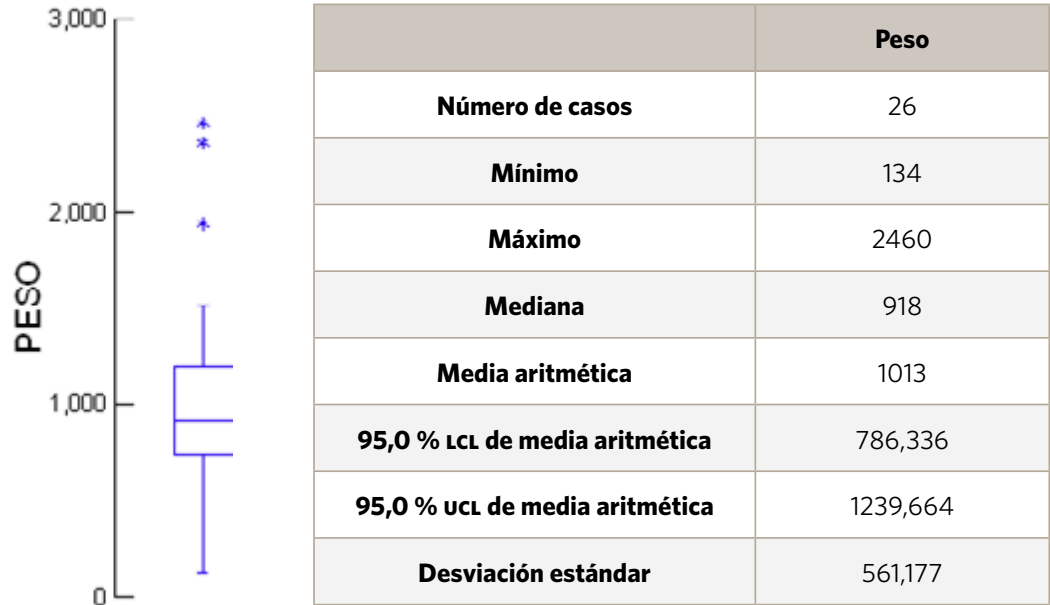 3,000
2,000
1,000
0
PESO
Peso
Número de casos 26
Mínimo 134
Máximo 2460
Mediana 918
Media aritmética 1013
95,0 % LCL de media aritmética 786,336
95,0 % UCL de media aritmética 1239,664
Desviación estándar 561,177